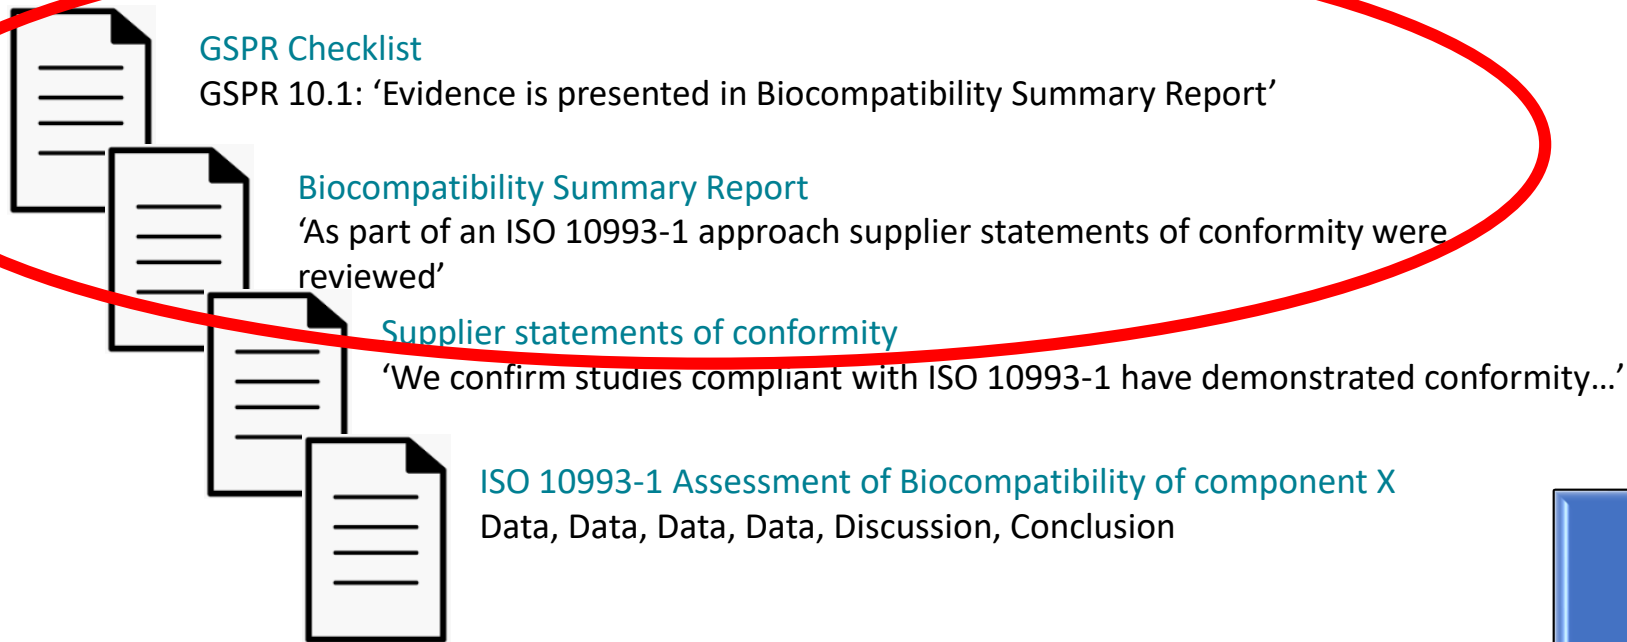 GSPR Checklist
GSPR 10.1: ‘Evidence is presented in Biocompatibility Summary Report’
Biocompatibility Summary Report
‘As part of an ISO 10993-1 approach supplier statements of conformity were
reviewed’
Supplier statements of conformity
‘We confirm studies compliant with ISO 10993-1 have demonstrated conformity…’
ISO 10993-1 Assessment of Biocompatibility of component X
Data, Data, Data, Data, Discussion, Conclusion